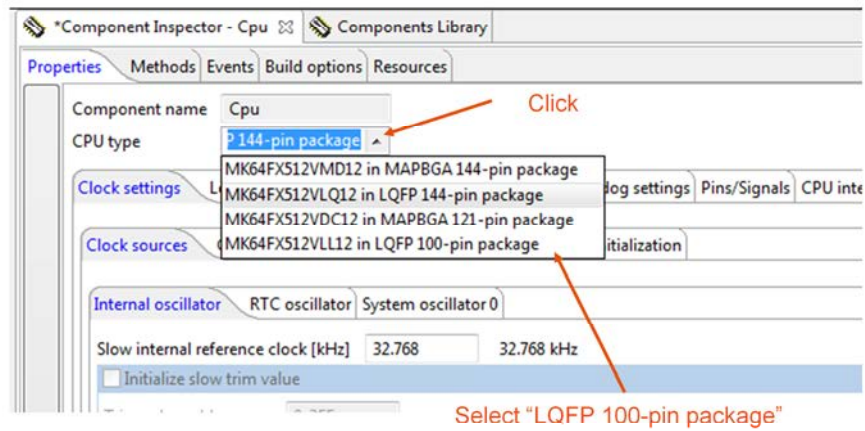 *Component Inspector - Cpu Components Library
Properties Methods Events Build options Resources
Component name Cpu Click
CPU type P 144-pin package
MK64FX512VMD12 in MAPBGA 144-pin package
Clock settings MK64FX512VLQ12 in LQFP 144-pin package dog settings Pins/Signals CPU inte
MK64FX512VDC12 in MAPBGA 121-pin package
Clock sources MK64FX512VLL12 in LQFP 100-pin package itialization
Internal oscillator RTC oscillator System oscillator 0
Slow internal reference clock [kHz] 32.768 32.768 kHz
Initialize slow trim value
Select “LQFP 100-pin package”